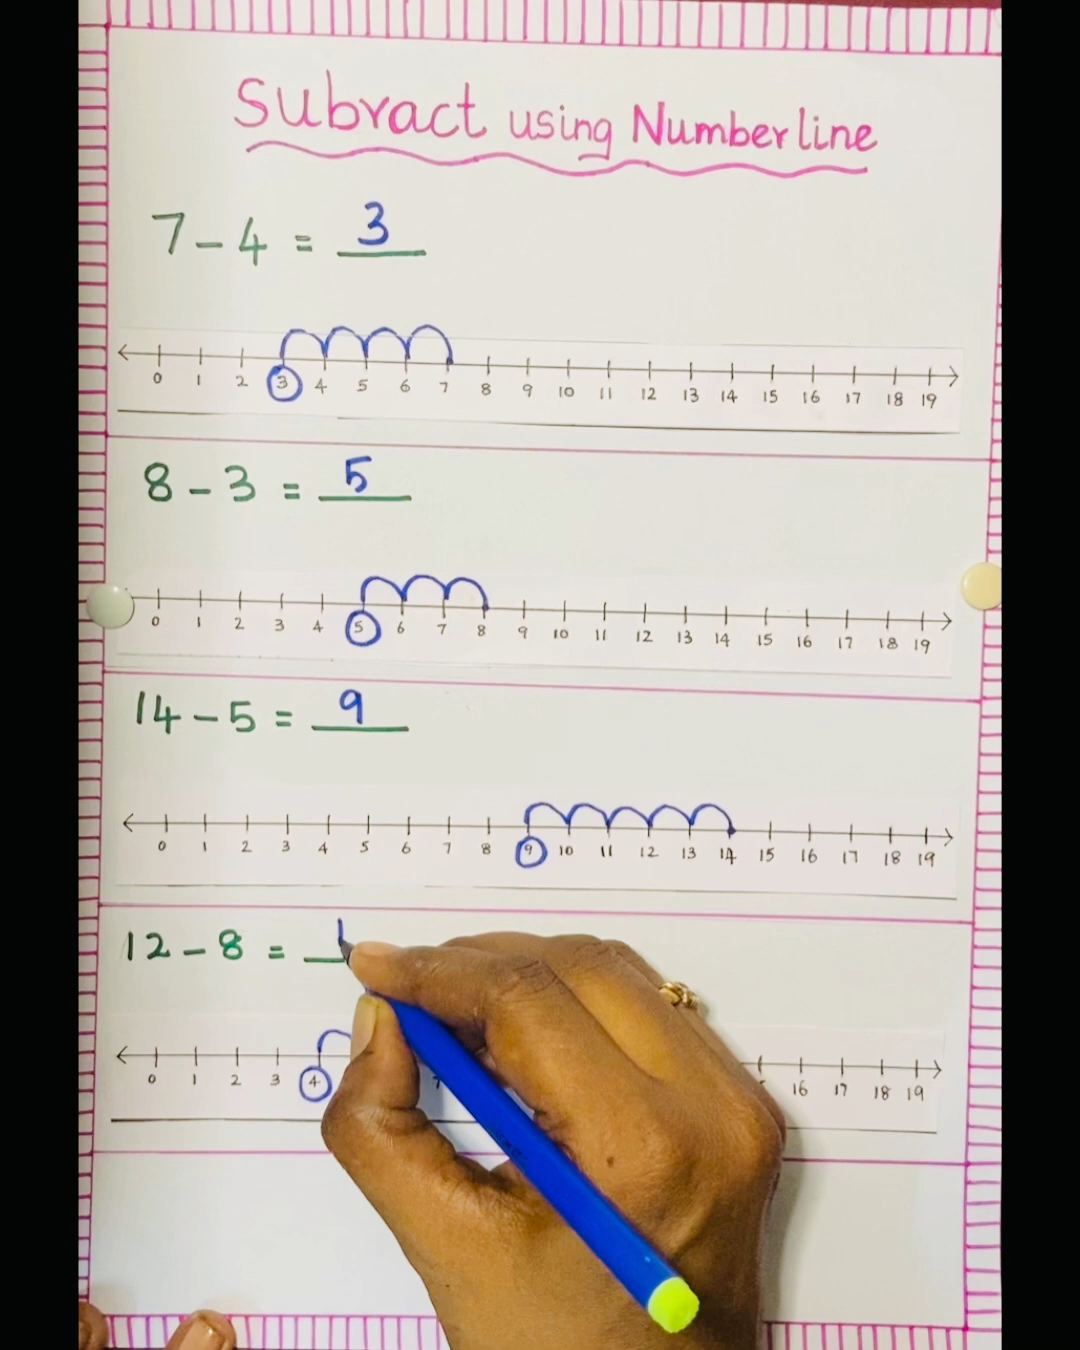 Subract using Number line
7 - 4 = 3
0 1 2 3 4 5 6 7 8 9 10 11 12 13 14 15 16 17 18 19
8 - 3 = 5
0 1 2 3 4 5 6 7 8 9 10 11 12 13 14 15 16 17 18 19
14 - 5 = 9
0 1 2 3 4 5 6 7 8 9 10 11 12 13 14 15 16 17 18 19
12 - 8 =
0 1 2 3 4 7 16 17 18 19